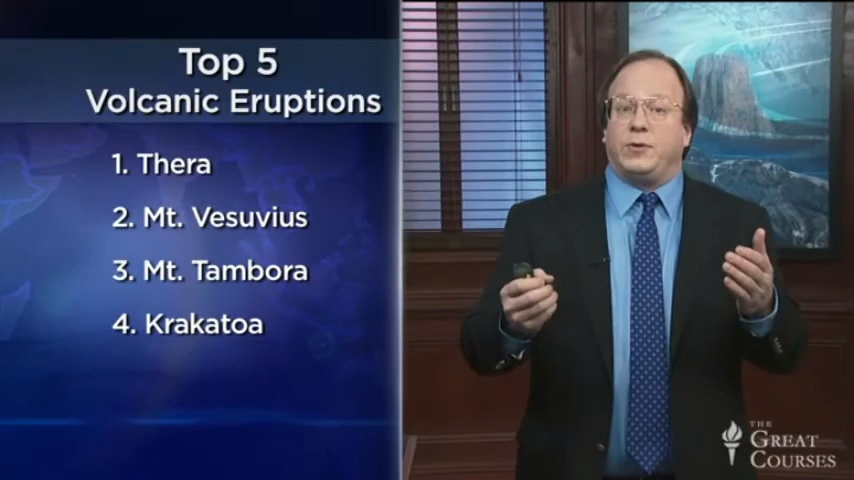 Top 5
Volcanic Eruptions
1. Thera
2. Mt. Vesuvius
3. Mt. Tambora
4. Krakatoa
THE
GREAT
COURSES